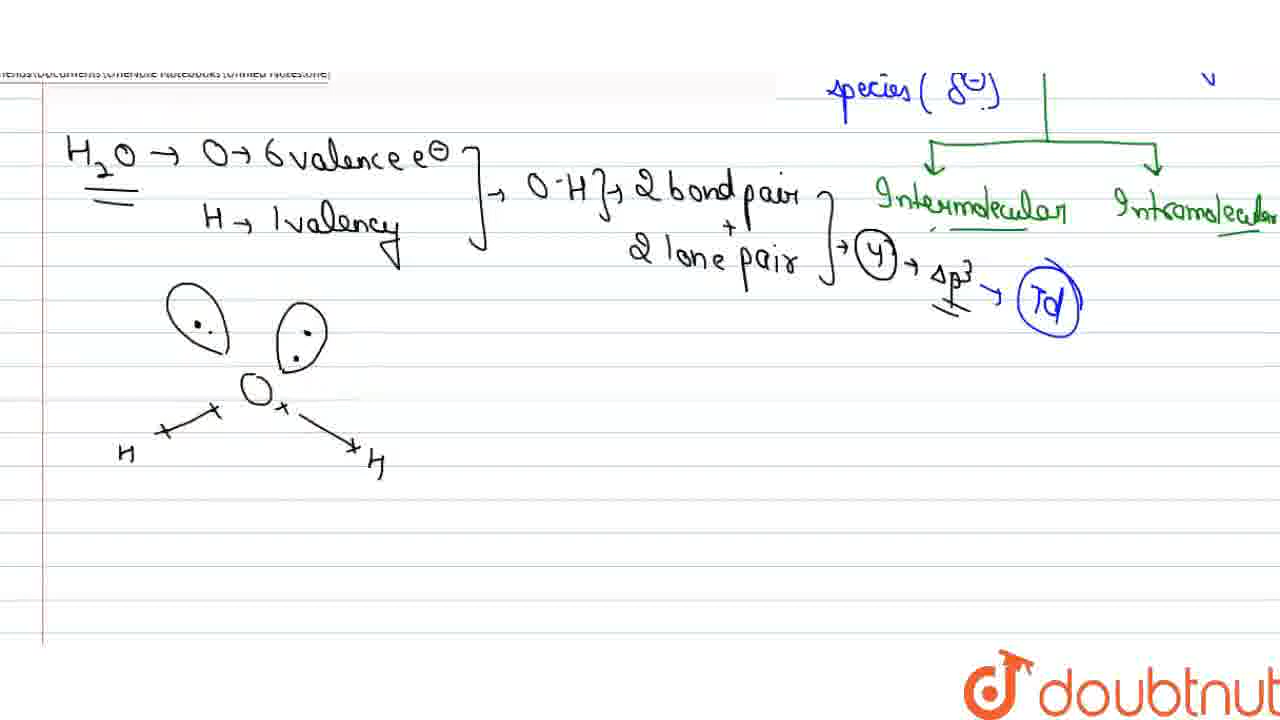 species ( δ⊖ )
H₂O → O → 6 valence e⊖
H → 1 valency
O-H } → 2 bond pair
+
2 lone pair
→ 4 → sp³ → Td
Intermolecular Intramolecular
O
H H
doubtnut